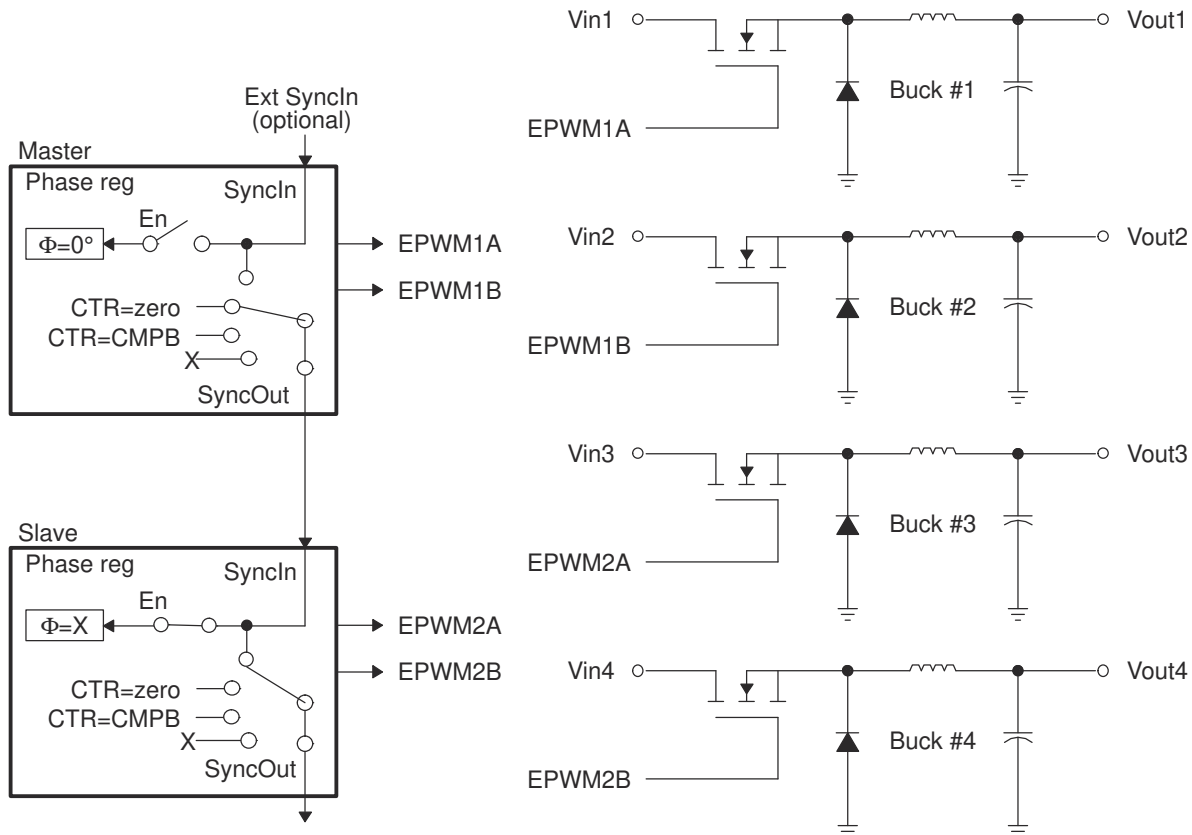 Ext SyncIn
(optional)
Master
Phase reg
SyncIn
En
Φ=0°
EPWM1A
EPWM1B
CTR=zero
CTR=CMPB
X
SyncOut
Slave
Phase reg
SyncIn
En
Φ=X
EPWM2A
EPWM2B
CTR=zero
CTR=CMPB
X
SyncOut
Vin1
Vout1
Buck #1
EPWM1A
Vin2
Vout2
Buck #2
EPWM1B
Vin3
Vout3
Buck #3
EPWM2A
Vin4
Vout4
Buck #4
EPWM2B